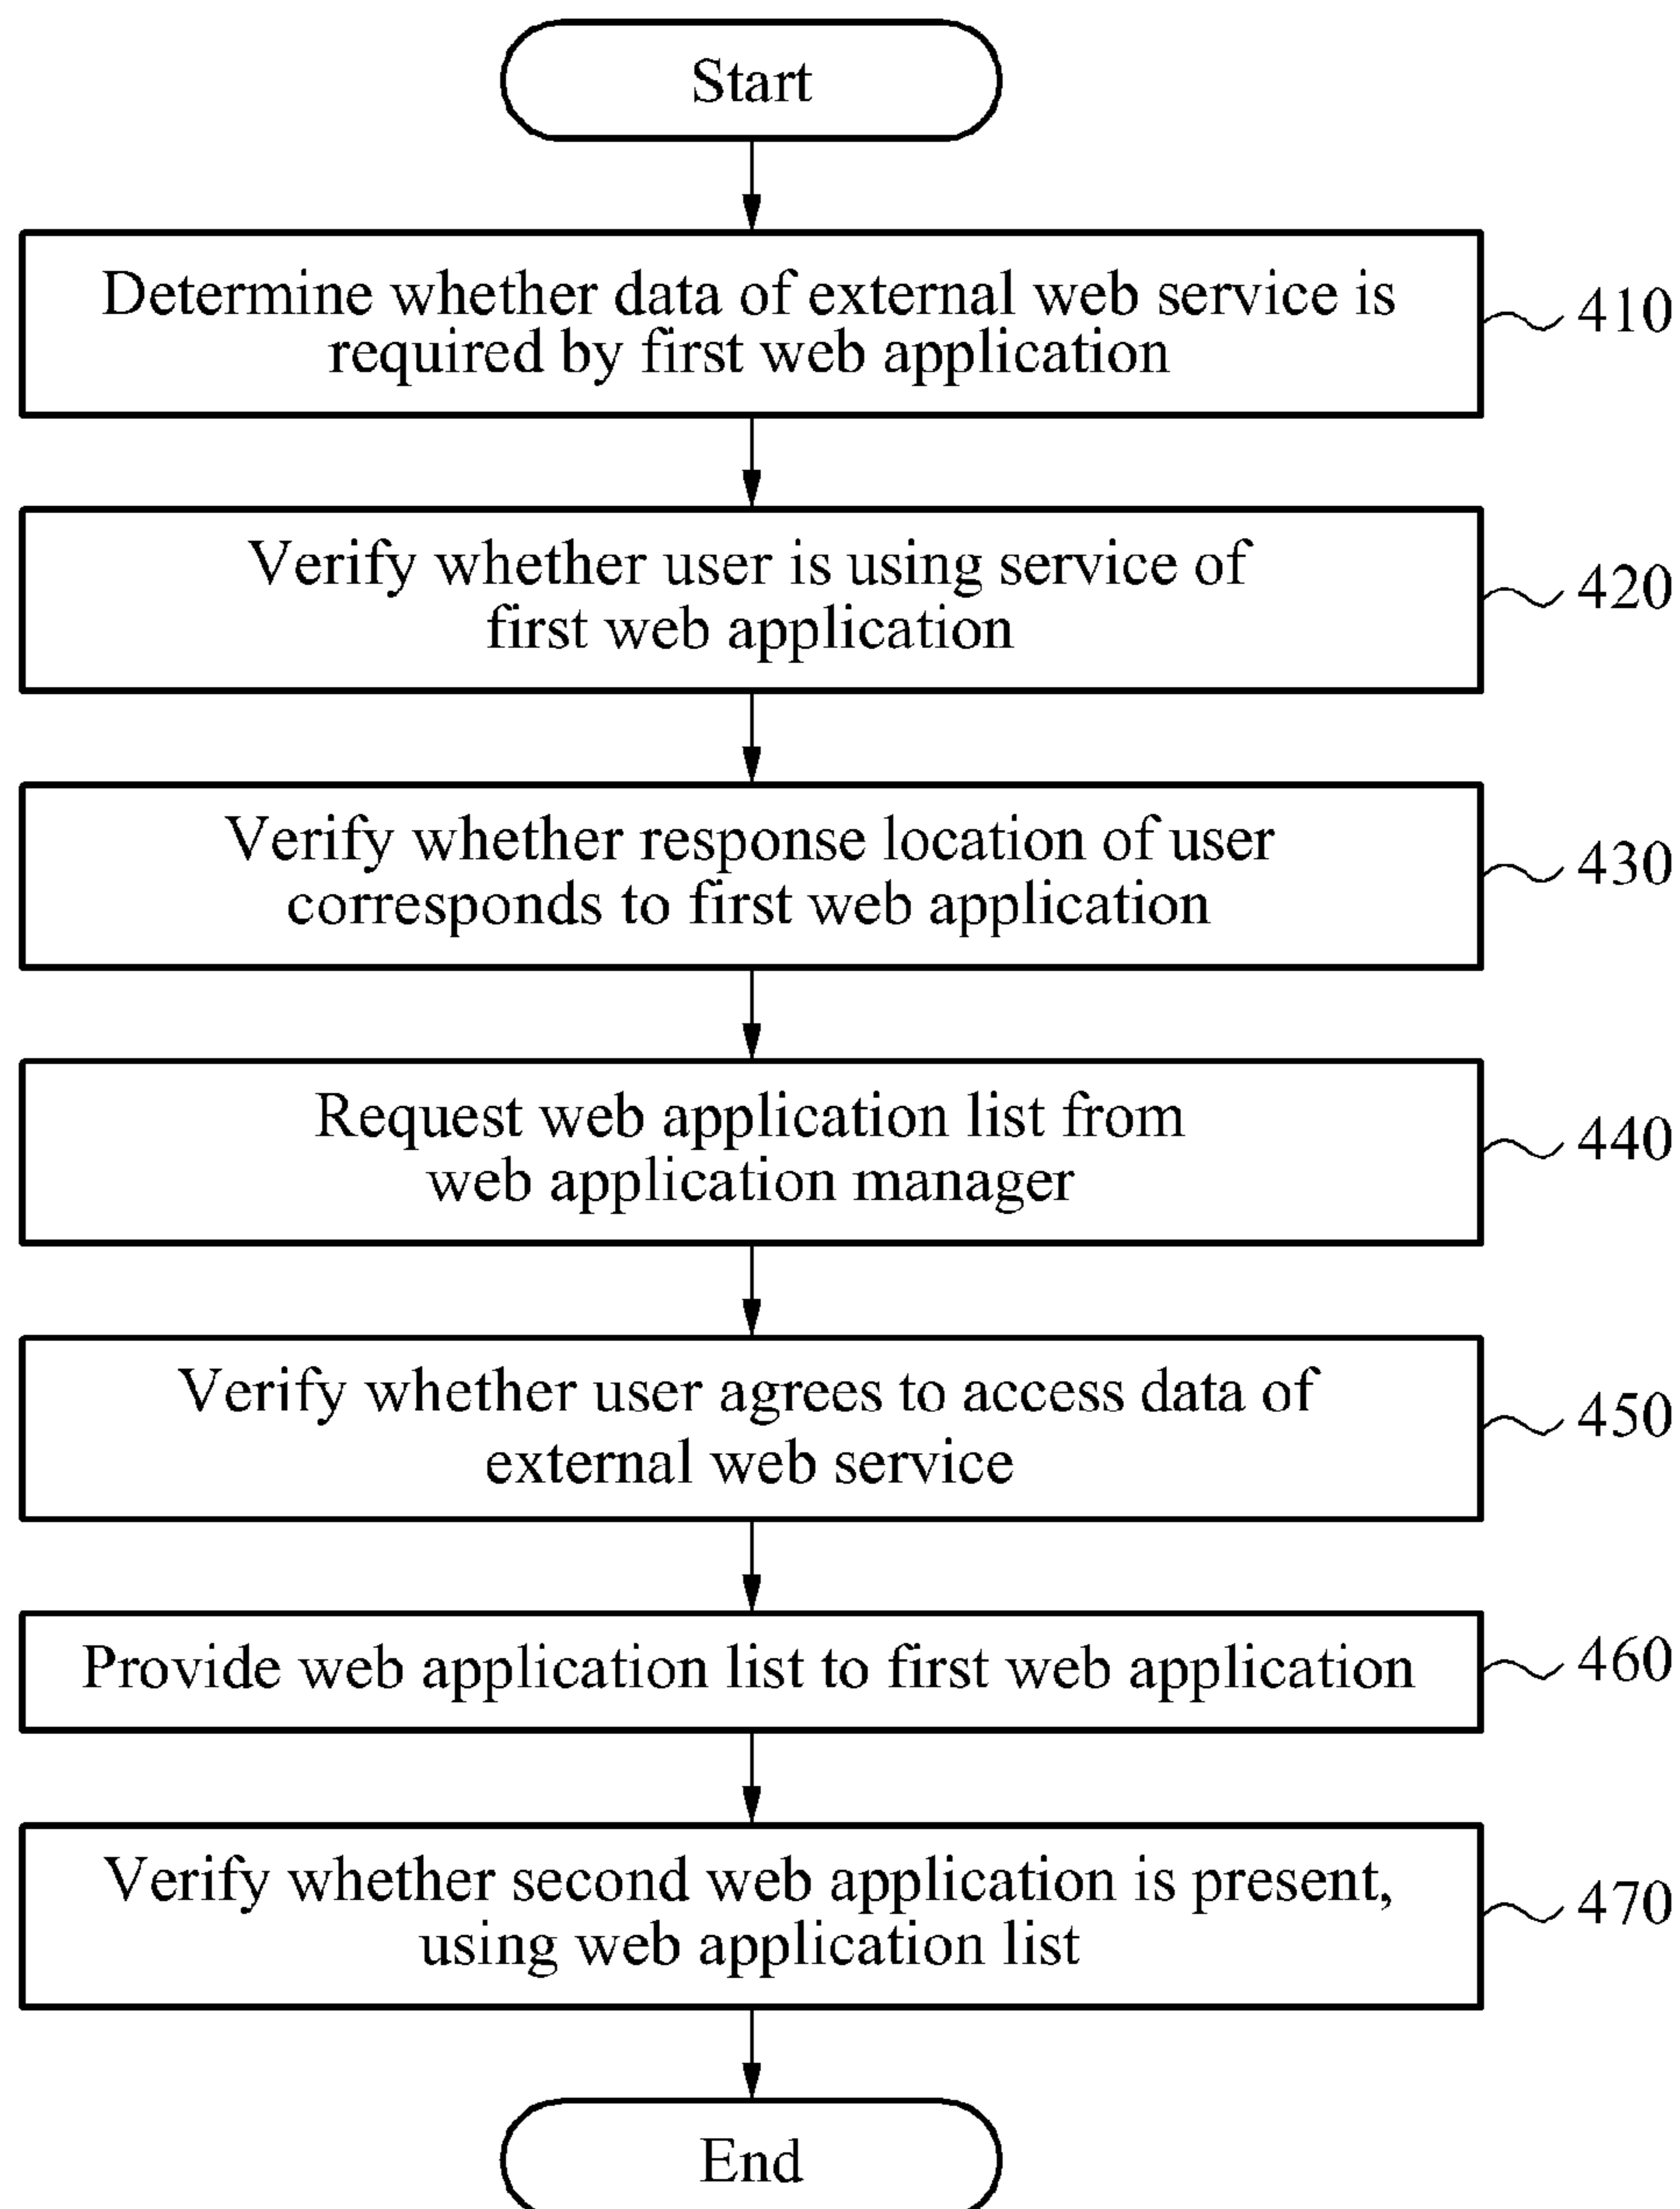 Start
Determine whether data of external web service is
required by first web application
410
Verify whether user is using service of
first web application
420
Verify whether response location of user
corresponds to first web application
430
Request web application list from
web application manager
440
Verify whether user agrees to access data of
external web service
450
Provide web application list to first web application
460
Verify whether second web application is present,
using web application list
470
End